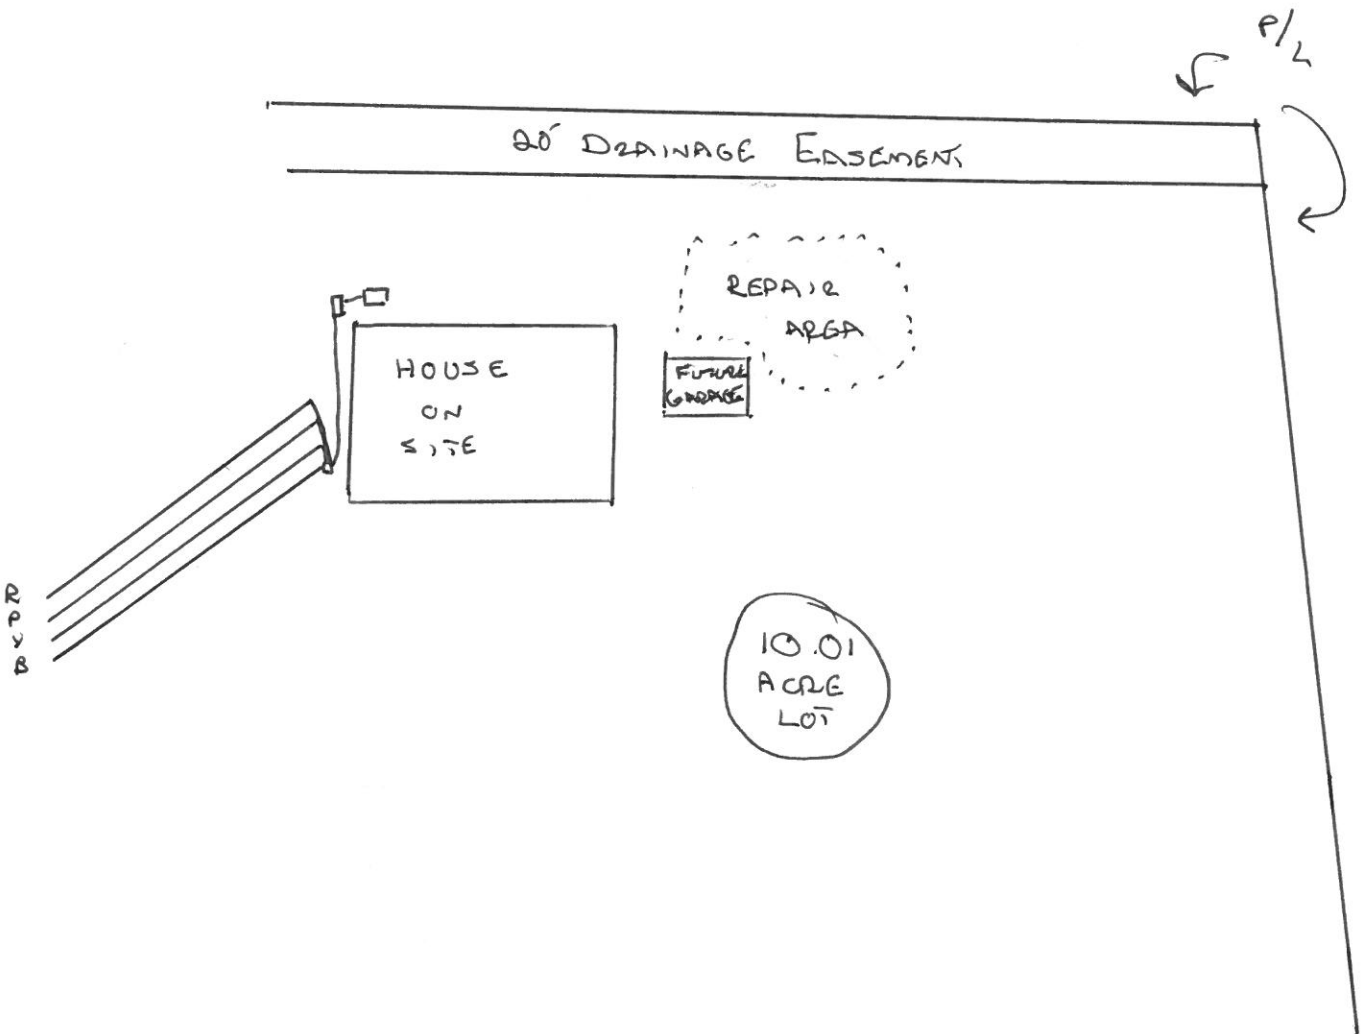 P/L
20' DRAINAGE EASEMENT
REPAIR
AREA
HOUSE
ON
SITE
FUTURE
GARAGE
R
P
Y
B
10.01
ACRE
LOT